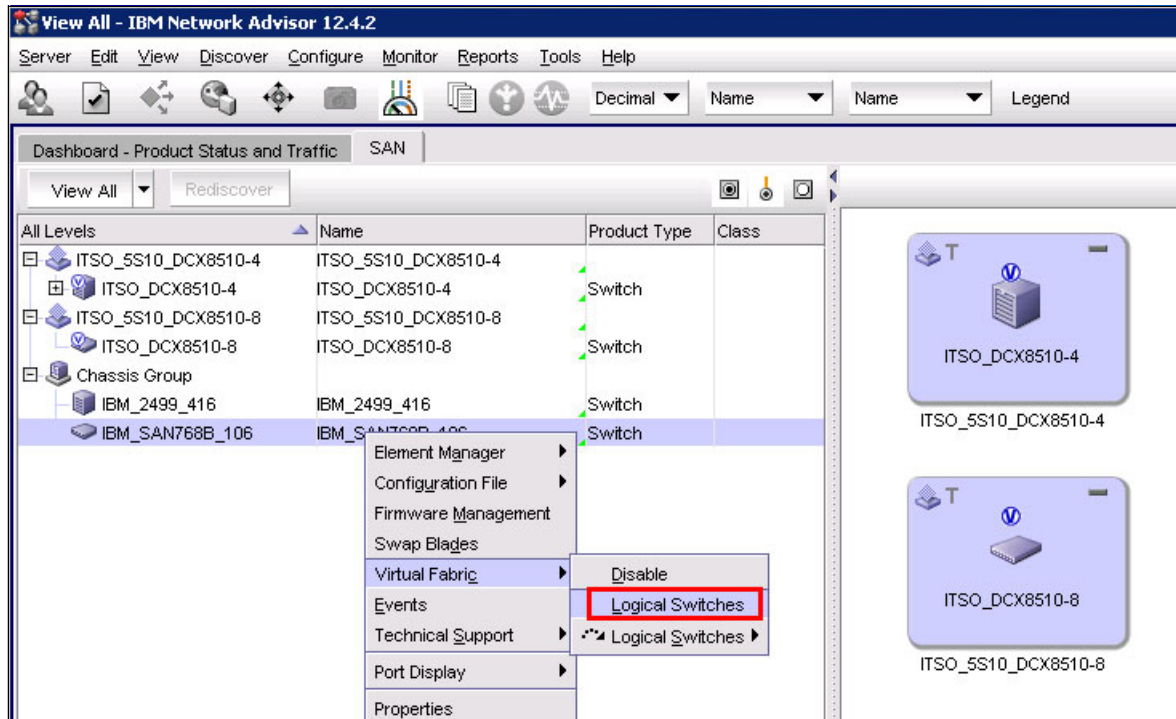 View All - IBM Network Advisor 12.4.2
Server Edit View Discover Configure Monitor Reports Tools Help
Decimal Name Name Legend
Dashboard - Product Status and Traffic SAN
View All Rediscover
All Levels Name Product Type Class
ITSO_5S10_DCX8510-4 ITSO_5S10_DCX8510-4
ITSO_DCX8510-4 ITSO_DCX8510-4 Switch
ITSO_5S10_DCX8510-8 ITSO_5S10_DCX8510-8
ITSO_DCX8510-8 ITSO_DCX8510-8 Switch
Chassis Group
IBM_2499_416 IBM_2499_416 Switch
IBM_SAN768B_106 Switch
Element Manager
Configuration File
Firmware Management
Swap Blades
Virtual Fabric
Events
Technical Support
Port Display
Properties
Disable
Logical Switches
Logical Switches
T
V
ITSO_DCX8510-4
ITSO_5S10_DCX8510-4
T
V
ITSO_DCX8510-8
ITSO_5S10_DCX8510-8